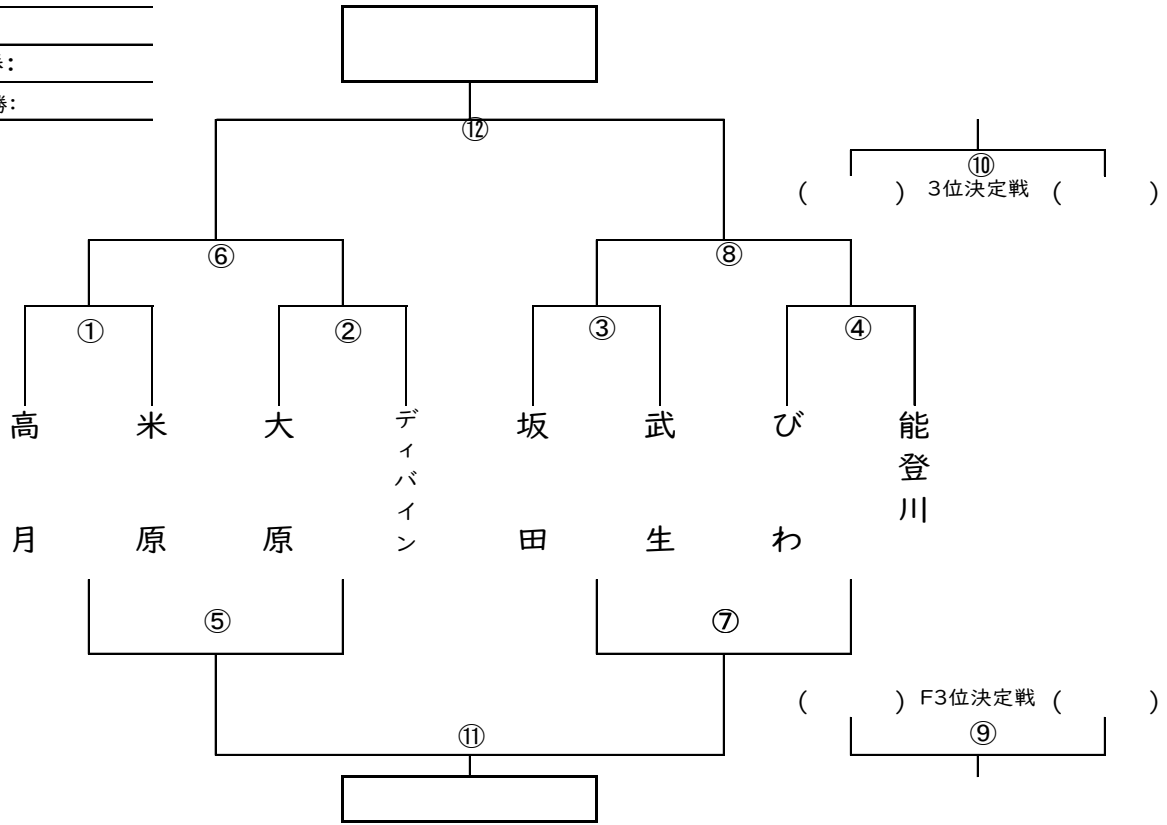 勝：
⑫
⑩
(　　) 3位決定戦 (　　)
⑥
⑧
①
②
③
④
高月
米原
大原
ディバイン
坂田
武生
びわ
能登川
⑤
⑦
(　　) F3位決定戦 (　　)
⑪
⑨